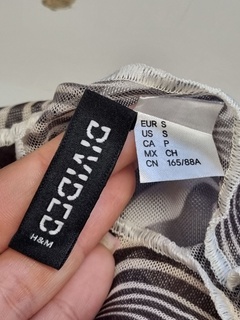 DIVIDED
H&M
EUR S
US S
CA P
MX CH
CN 165/88A